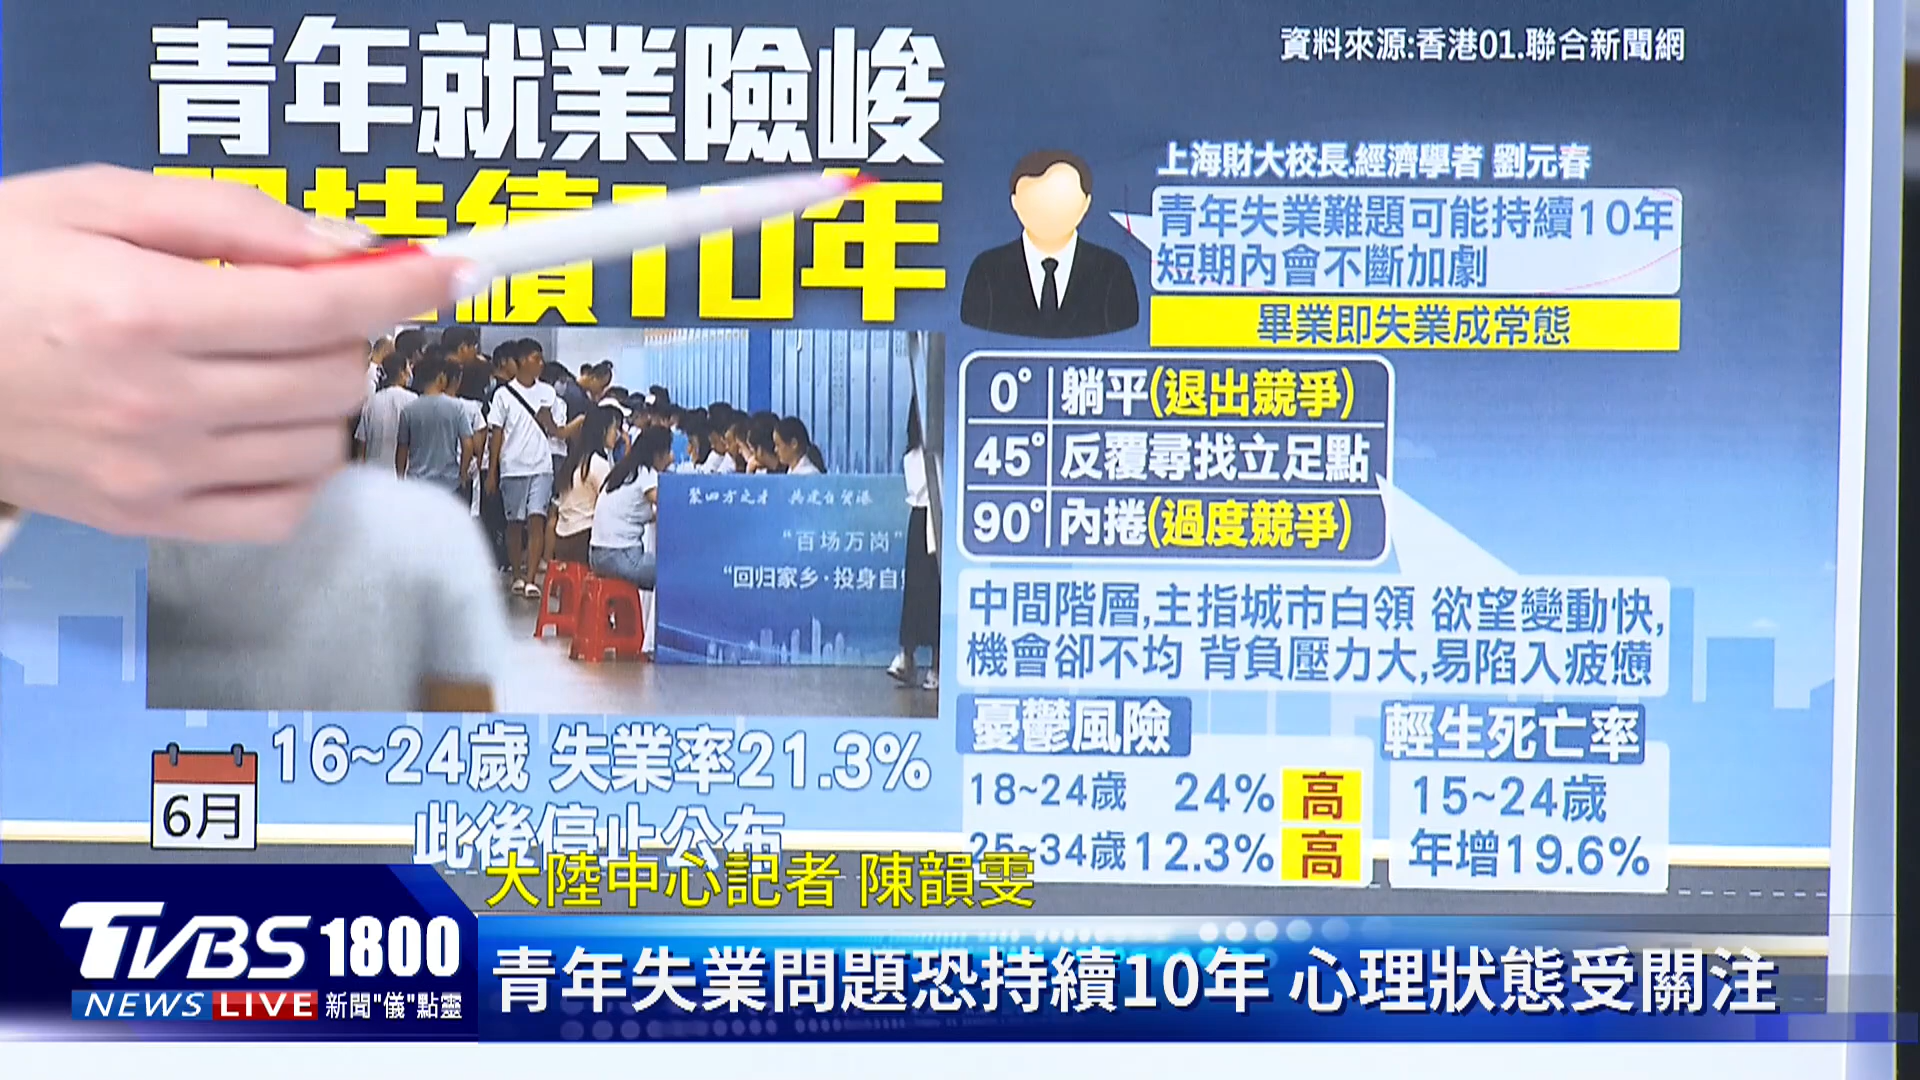 資料來源:香港01.聯合新聞網
青年就業險峻
持續10年
上海財大校長.經濟學者 劉元春
青年失業難題可能持續10年
短期內會不斷加劇
畢業即失業成常態
0° 躺平(退出競爭)
45° 反覆尋找立足點
90° 內捲(過度競爭)
聚四方之才 共建自贸港
“百场万岗”
“回归家乡·投身自
中間階層,主指城市白領 欲望變動快,
機會卻不均 背負壓力大,易陷入疲憊
6月
16~24歲 失業率21.3%
此後停止公布
憂鬱風險
18~24歲 24% 高
25~34歲 12.3% 高
輕生死亡率
15~24歲
年增19.6%
大陸中心記者 陳韻雯
TVBS 1800
NEWS LIVE 新聞"儀"點靈
青年失業問題恐持續10年 心理狀態受關注